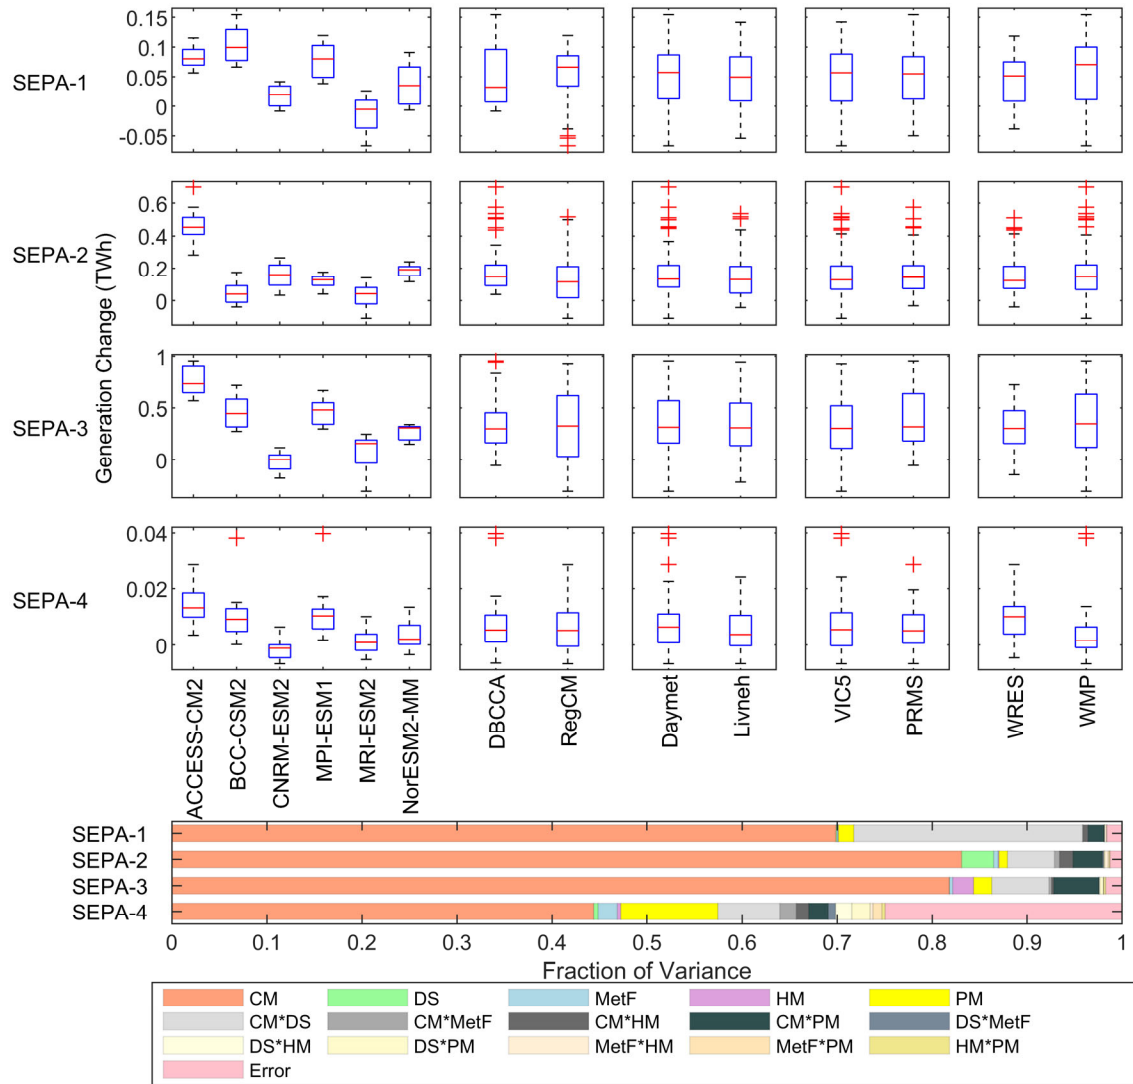 Generation Change (TWh)
SEPA-1
0.15
0.1
0.05
0
-0.05
SEPA-2
0.6
0.4
0.2
0
SEPA-3
1
0.5
0
SEPA-4
0.04
0.02
0
ACCESS-CM2
BCC-CSM2
CNRM-ESM2
MPI-ESM1
MRI-ESM2
NorESM2-MM
DBCCA
RegCM
Daymet
Livneh
VIC5
PRMS
WRES
WMP
SEPA-1
SEPA-2
SEPA-3
SEPA-4
0 0.1 0.2 0.3 0.4 0.5 0.6 0.7 0.8 0.9 1
Fraction of Variance
CM DS MetF HM PM
CM*DS CM*MetF CM*HM CM*PM DS*MetF
DS*HM DS*PM MetF*HM MetF*PM HM*PM
Error